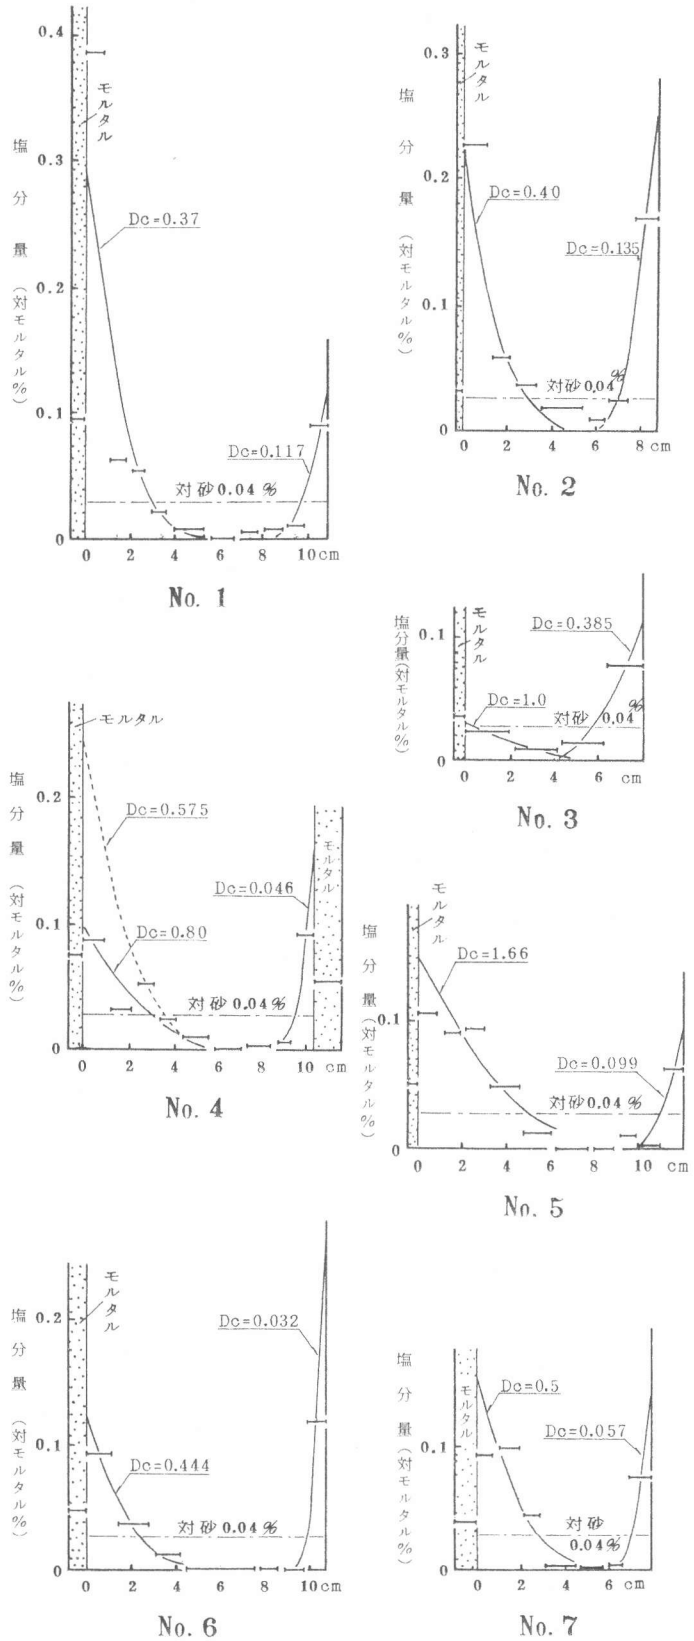 0.4
0.3
0.2
0.1
0
塩分量(対モルタル%)
モルタル
Dc=0.37
Dc=0.117
対砂0.04%
0 2 4 6 8 10cm
No. 1
0.3
0.2
0.1
0
塩分量(対モルタル%)
モルタル
Dc=0.40
Dc=0.135
対砂0.04%
0 2 4 6 8cm
No. 2
0.1
0
塩分量(対モルタル%)
モルタル
Dc=0.385
Dc=1.0
対砂0.04%
0 2 4 6 cm
No. 3
0.2
0.1
0
塩分量(対モルタル%)
モルタル
Dc=0.575
Dc=0.046
モルタル
Dc=0.80
対砂0.04%
0 2 4 6 8 10 cm
No. 4
0.1
0
塩分量(対モルタル%)
モルタル
Dc=1.66
Dc=0.099
対砂0.04%
0 2 4 6 8 10 cm
No. 5
0.2
0.1
0
塩分量(対モルタル%)
モルタル
Dc=0.032
Dc=0.444
対砂0.04%
0 2 4 6 8 10cm
No. 6
0.1
0
塩分量(対モルタル%)
モルタル
Dc=0.5
Dc=0.057
対砂
0.04%
0 2 4 6 cm
No. 7